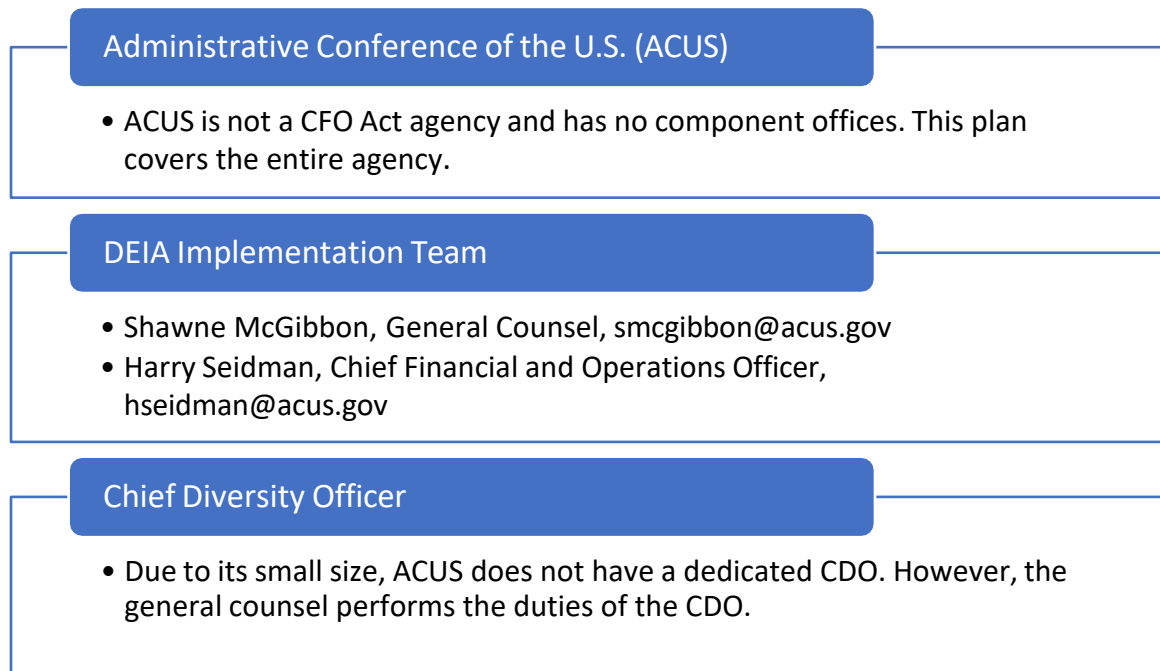 Administrative Conference of the U.S. (ACUS)
• ACUS is not a CFO Act agency and has no component offices. This plan
covers the entire agency.
DEIA Implementation Team
• Shawne McGibbon, General Counsel, smcgibbon@acus.gov
• Harry Seidman, Chief Financial and Operations Officer,
hseidman@acus.gov
Chief Diversity Officer
• Due to its small size, ACUS does not have a dedicated CDO. However, the
general counsel performs the duties of the CDO.